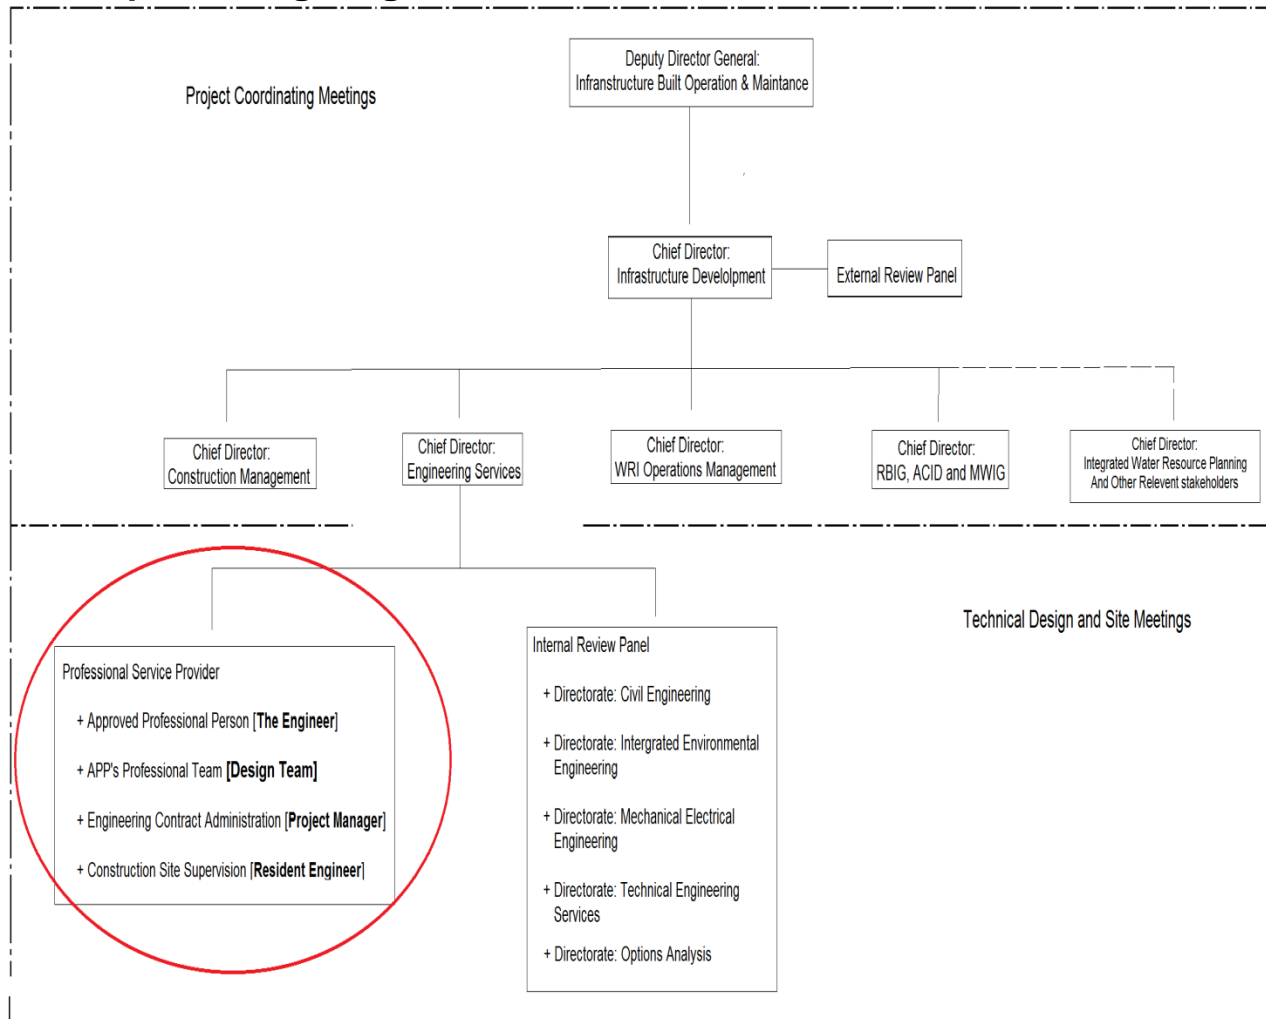 Deputy Director General:
Infranstructure Built Operation & Maintance
Project Coordinating Meetings
Chief Director:
Infrastructure Devellopment
External Review Panel
Chief Director:
Construction Management
Chief Director:
Engineering Services
Chief Director:
WRI Operations Management
Chief Director:
RBIG, ACID and MWIG
Chief Director:
Integrated Water Resource Planning
And Other Relevent stakeholders
Technical Design and Site Meetings
Professional Service Provider
+ Approved Professional Person [The Engineer]
+ APP's Professional Team [Design Team]
+ Engineering Contract Administration [Project Manager]
+ Construction Site Supervision [Resident Engineer]
Internal Review Panel
+ Directorate: Civil Engineering
+ Directorate: Intergrated Environmental
Engineering
+ Directorate: Mechanical Electrical
Engineering
+ Directorate: Technical Engineering
Services
+ Directorate: Options Analysis